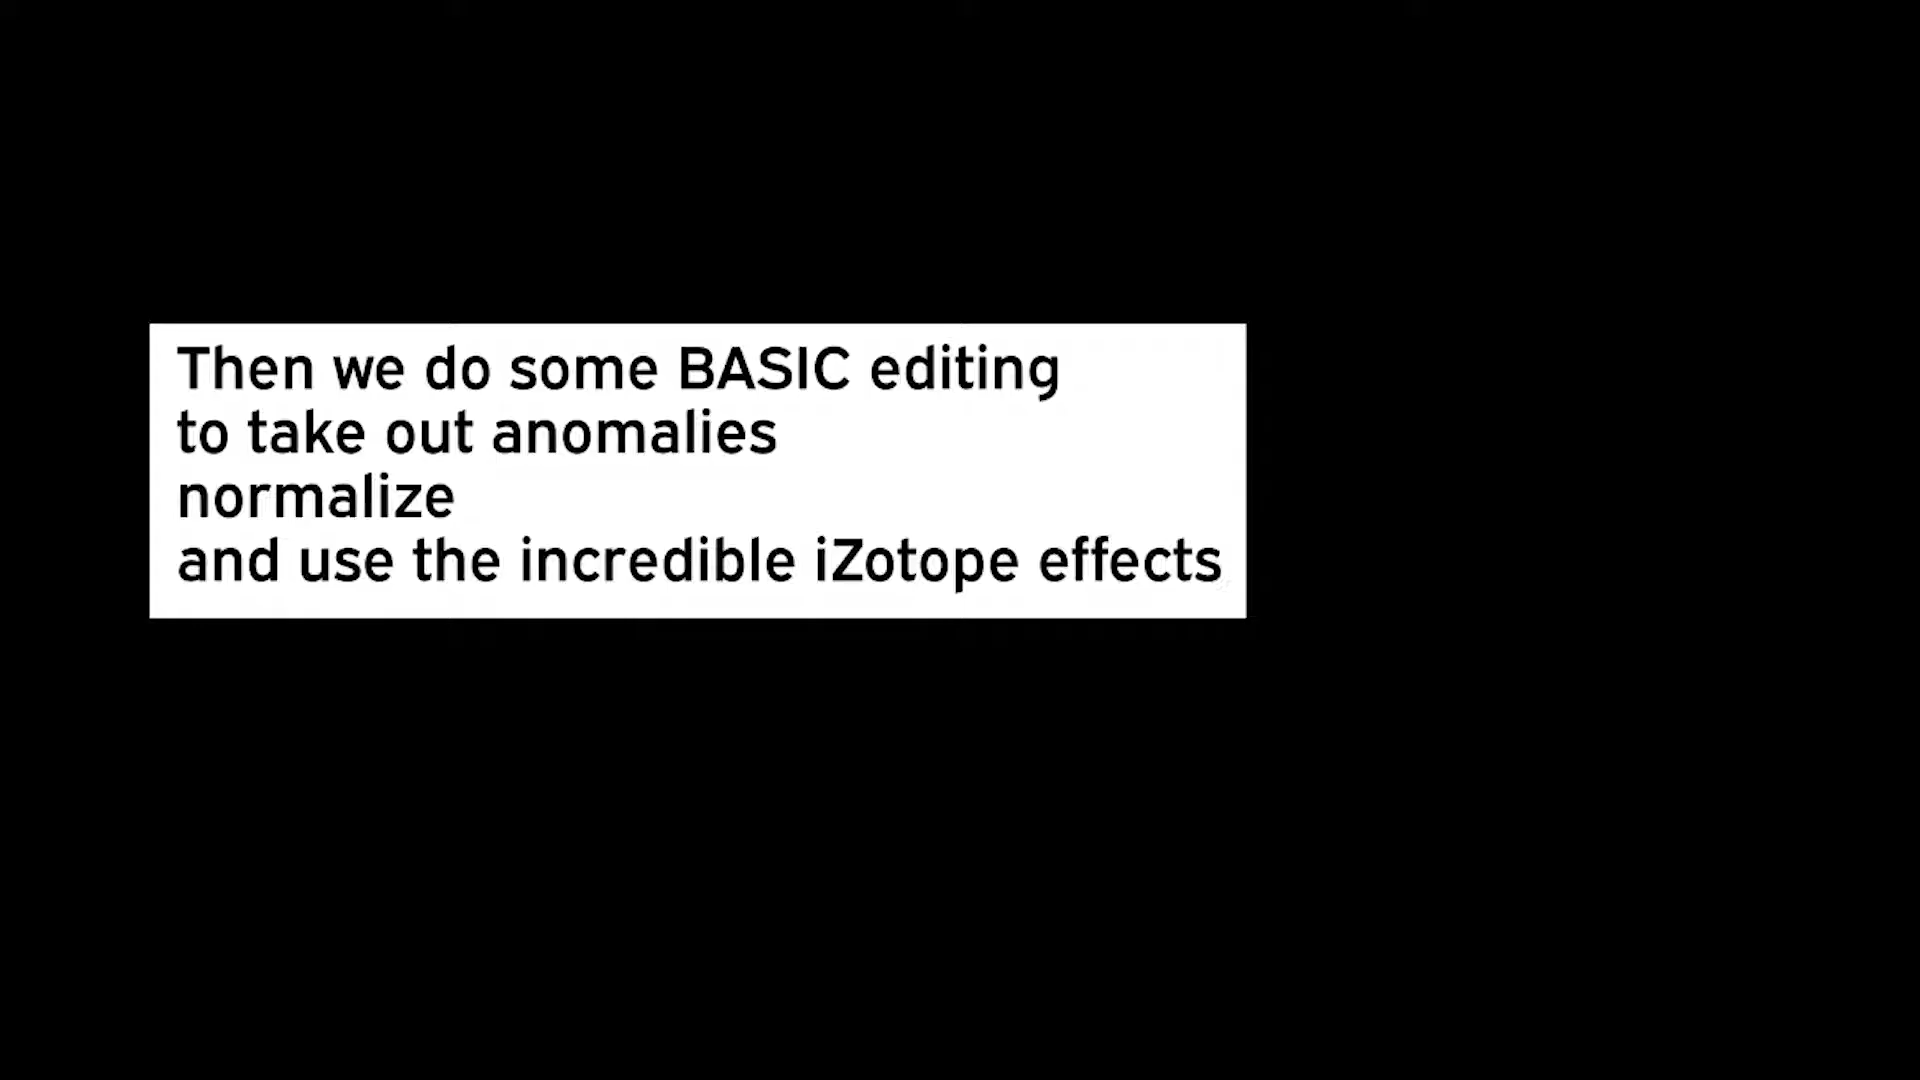 Then we do some BASIC editing
to take out anomalies
normalize
and use the incredible iZotope effects